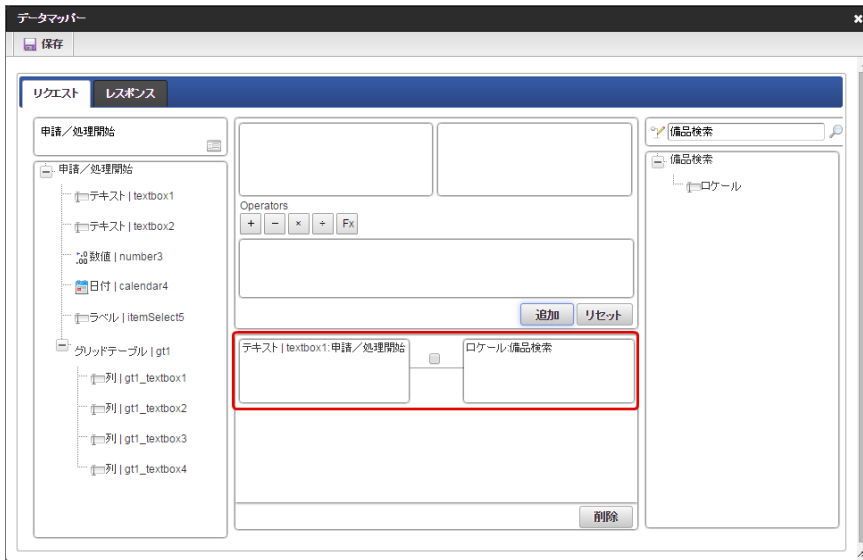 データマッパー
保存
リクエスト レスポンス
申請／処理開始
申請／処理開始
テキスト | textbox1
テキスト | textbox2
数値 | number3
日付 | calendar4
ラベル | itemSelect5
グリッドテーブル | gt1
列 | gt1_textbox1
列 | gt1_textbox2
列 | gt1_textbox3
列 | gt1_textbox4
Operators
+ − × ÷ Fx
追加 リセット
テキスト | textbox1:申請／処理開始
ロケール:備品検索
削除
備品検索
備品検索
ロケール